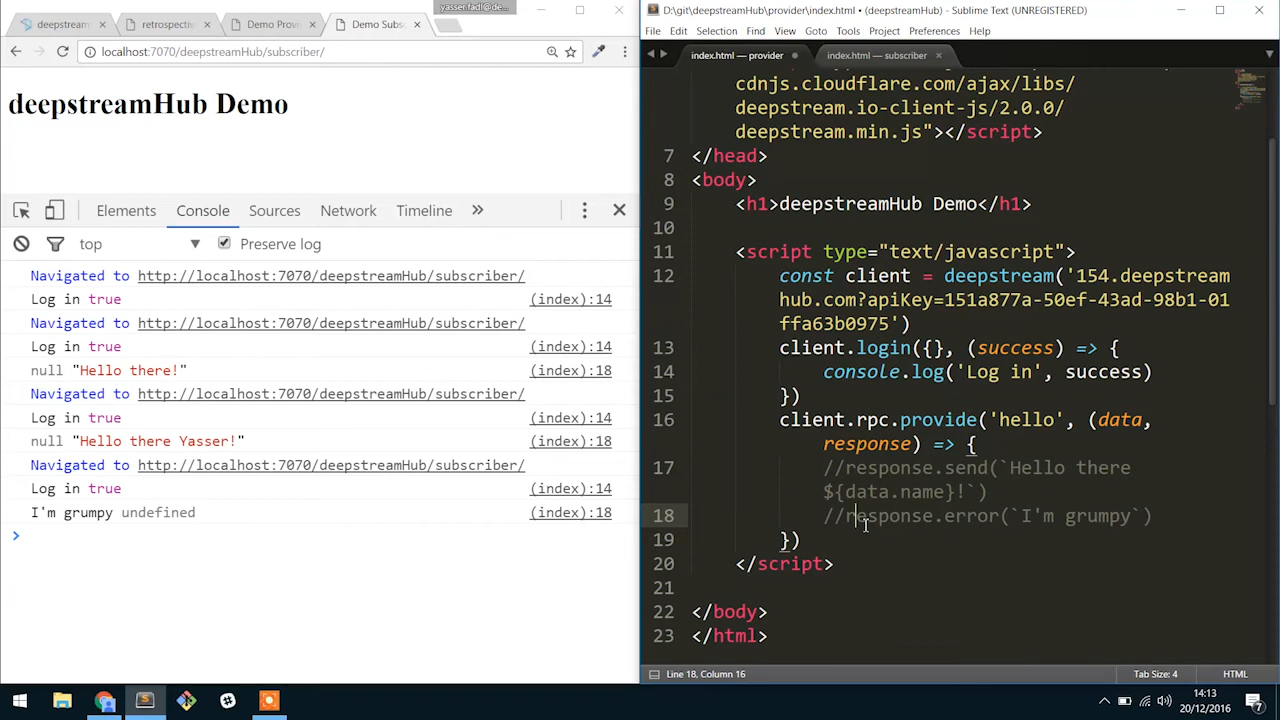 deepstream
retrospective
Demo Prov
Demo Subs
yasser.fadl@de...
localhost:7070/deepstreamHub/subscriber/
deepstreamHub Demo
Elements Console Sources Network Timeline »
top Preserve log
Navigated to http://localhost:7070/deepstreamHub/subscriber/
Log in true (index):14
Navigated to http://localhost:7070/deepstreamHub/subscriber/
Log in true (index):14
null "Hello there!" (index):18
Navigated to http://localhost:7070/deepstreamHub/subscriber/
Log in true (index):14
null "Hello there Yasser!" (index):18
Navigated to http://localhost:7070/deepstreamHub/subscriber/
Log in true (index):14
I'm grumpy undefined (index):18
D:\git\deepstreamHub\provider\index.html • (deepstreamHub) - Sublime Text (UNREGISTERED)
File Edit Selection Find View Goto Tools Project Preferences Help
index.html — provider
index.html — subscriber
cdnjs.cloudflare.com/ajax/libs/
deepstream.io-client-js/2.0.0/
deepstream.min.js"></script>
7 </head>
8 <body>
9 <h1>deepstreamHub Demo</h1>
10
11 <script type="text/javascript">
12 const client = deepstream('154.deepstream
hub.com?apiKey=151a877a-50ef-43ad-98b1-01
ffa63b0975')
13 client.login({}, (success) => {
14 console.log('Log in', success)
15 })
16 client.rpc.provide('hello', (data,
response) => {
17 //response.send(`Hello there
${data.name}!`)
18 //response.error(`I'm grumpy`)
19 })
20 </script>
21
22 </body>
23 </html>
Line 18, Column 16
Tab Size: 4
HTML
14:13
20/12/2016
7